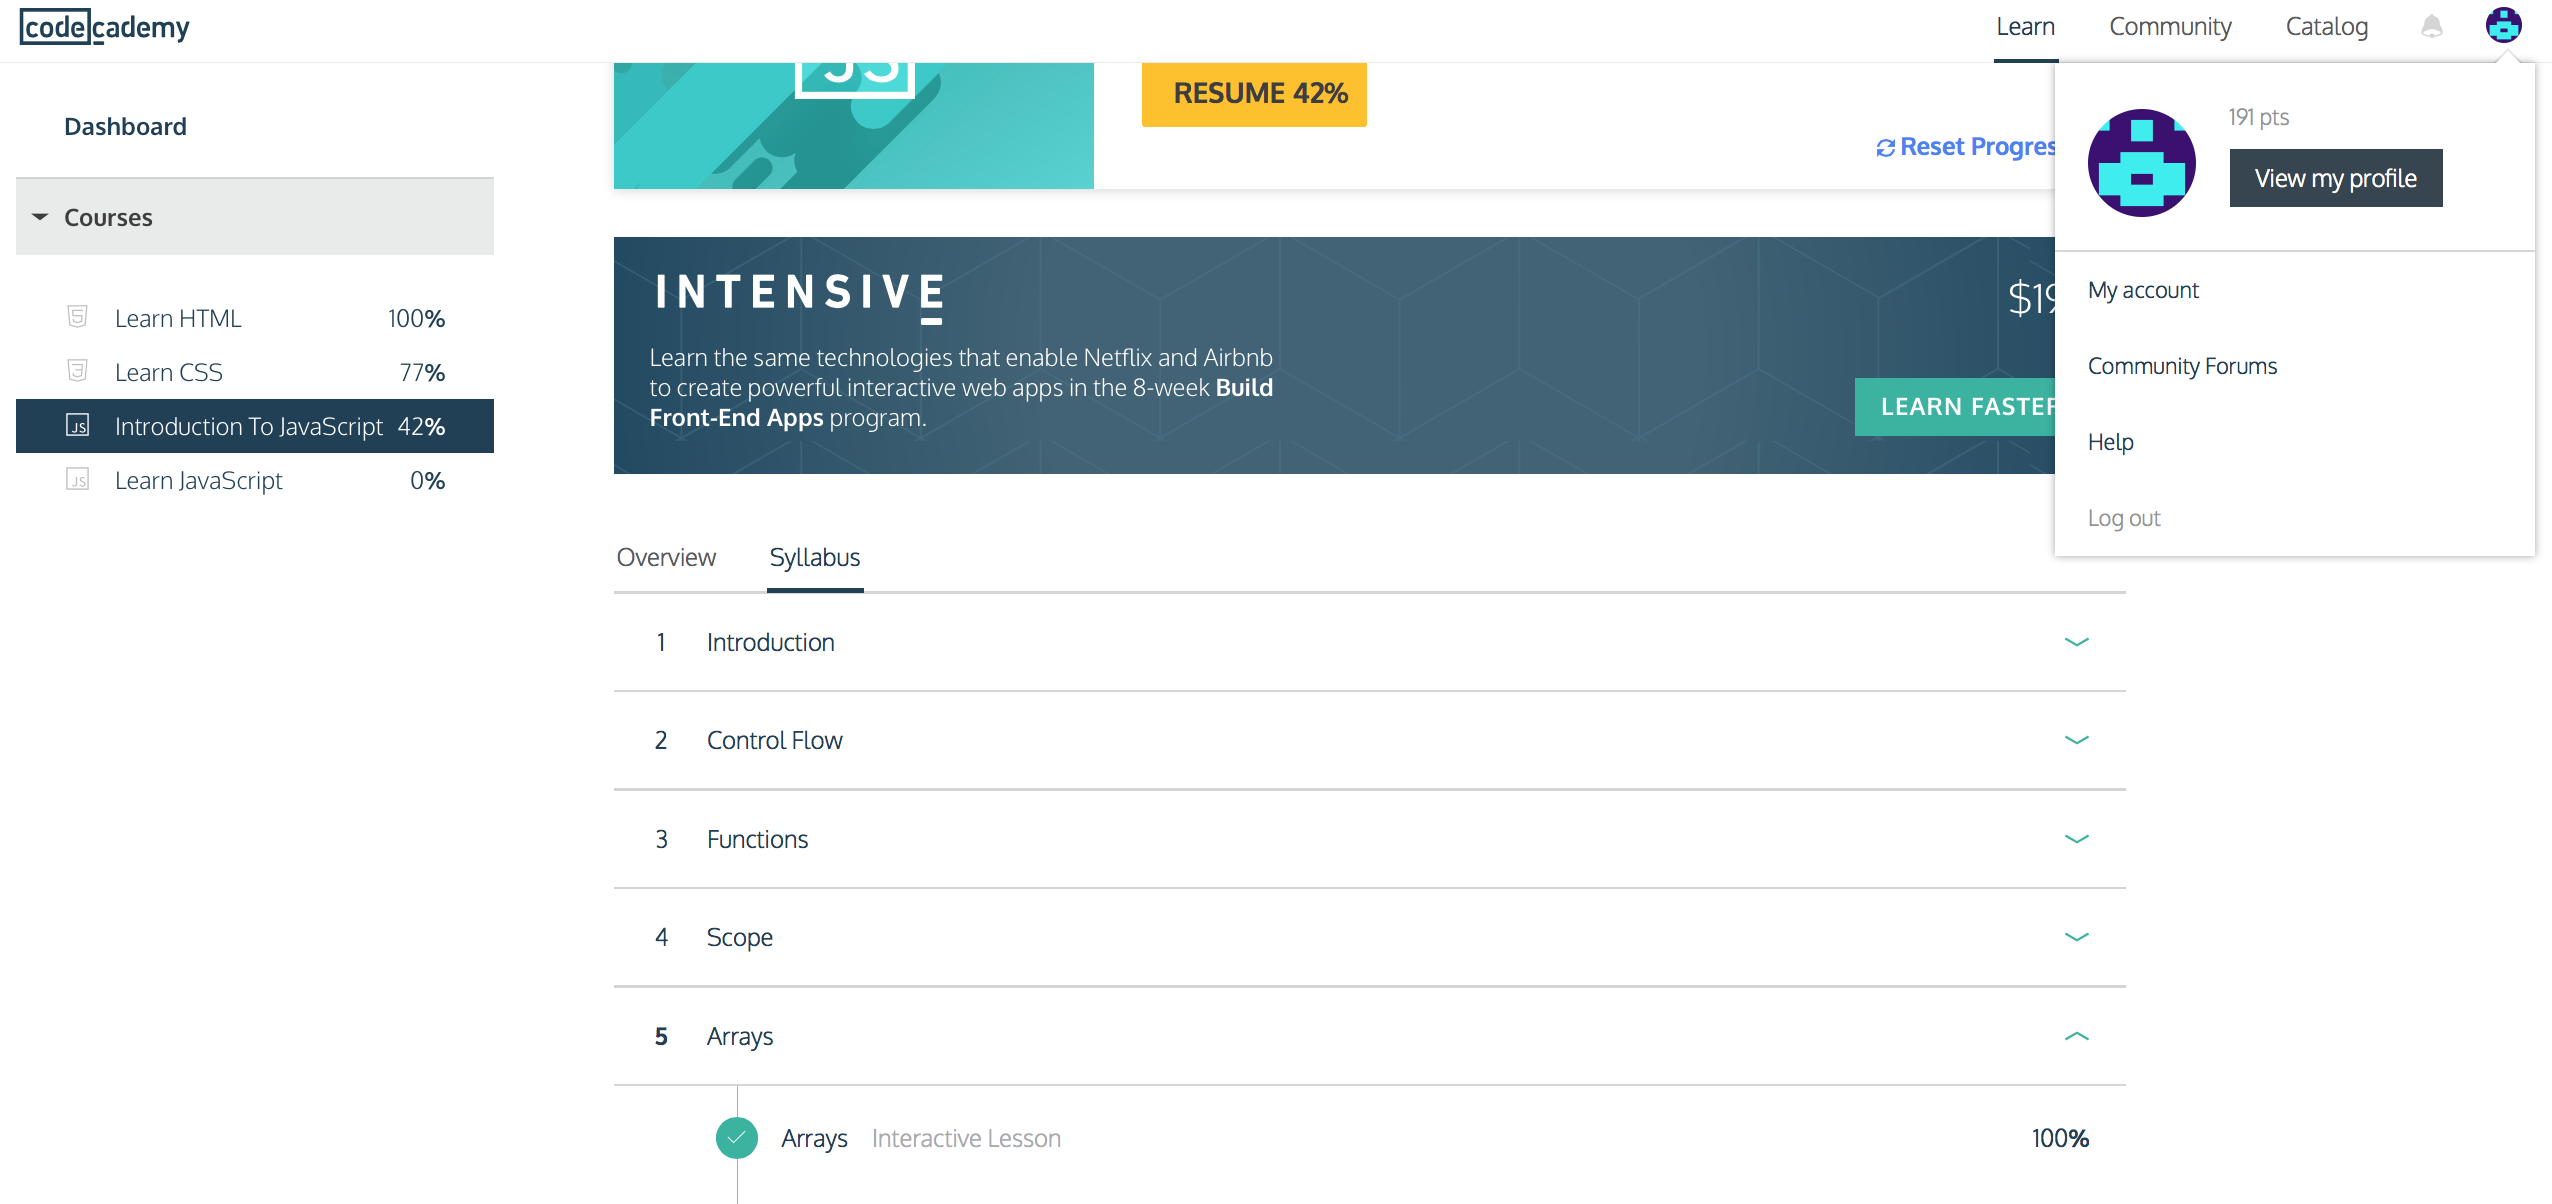 codecademy
Learn
Community
Catalog
Dashboard
Courses
Learn HTML 100%
Learn CSS 77%
JS Introduction To JavaScript 42%
JS Learn JavaScript 0%
JS
RESUME 42%
Reset Progres
191 pts
View my profile
My account
Community Forums
Help
Log out
INTENSIVE
$19
Learn the same technologies that enable Netflix and Airbnb
to create powerful interactive web apps in the 8-week Build
Front-End Apps program.
LEARN FASTER
Overview
Syllabus
1 Introduction
2 Control Flow
3 Functions
4 Scope
5 Arrays
Arrays Interactive Lesson 100%